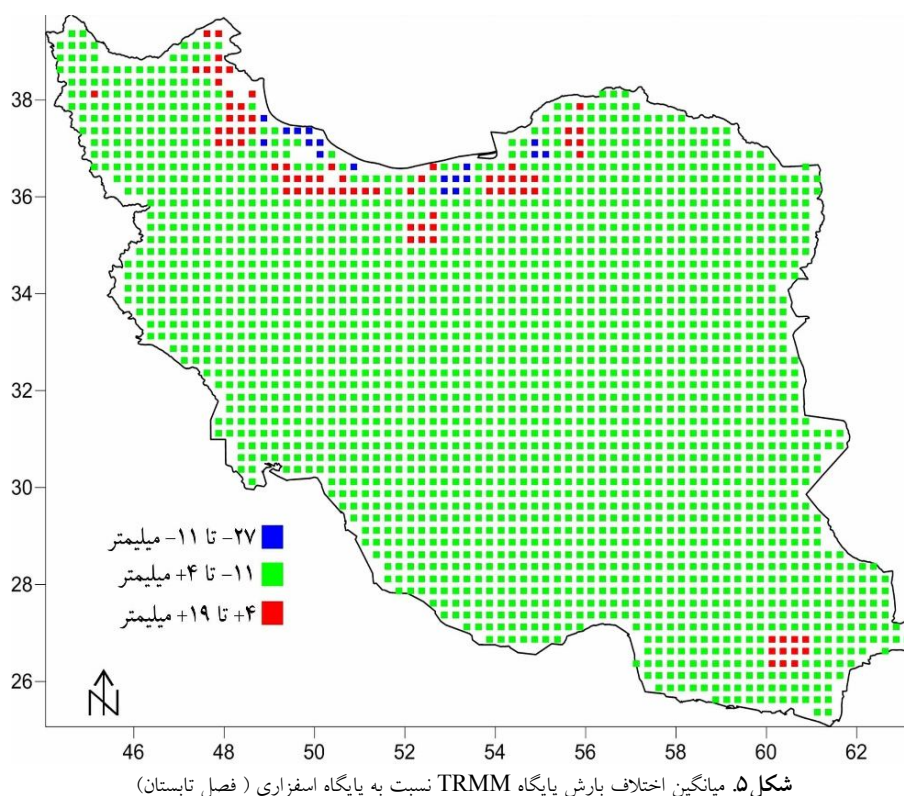 38
36
34
32
30
28
26
۲۷- تا ۱۱- میلیمتر
۱۱- تا ۴+ میلیمتر
۴+ تا ۱۹+ میلیمتر
N
46 48 50 52 54 56 58 60 62
شکل۵. میانگین اختلاف بارش پایگاه TRMM نسبت به پایگاه اسفزاری ( فصل تابستان)